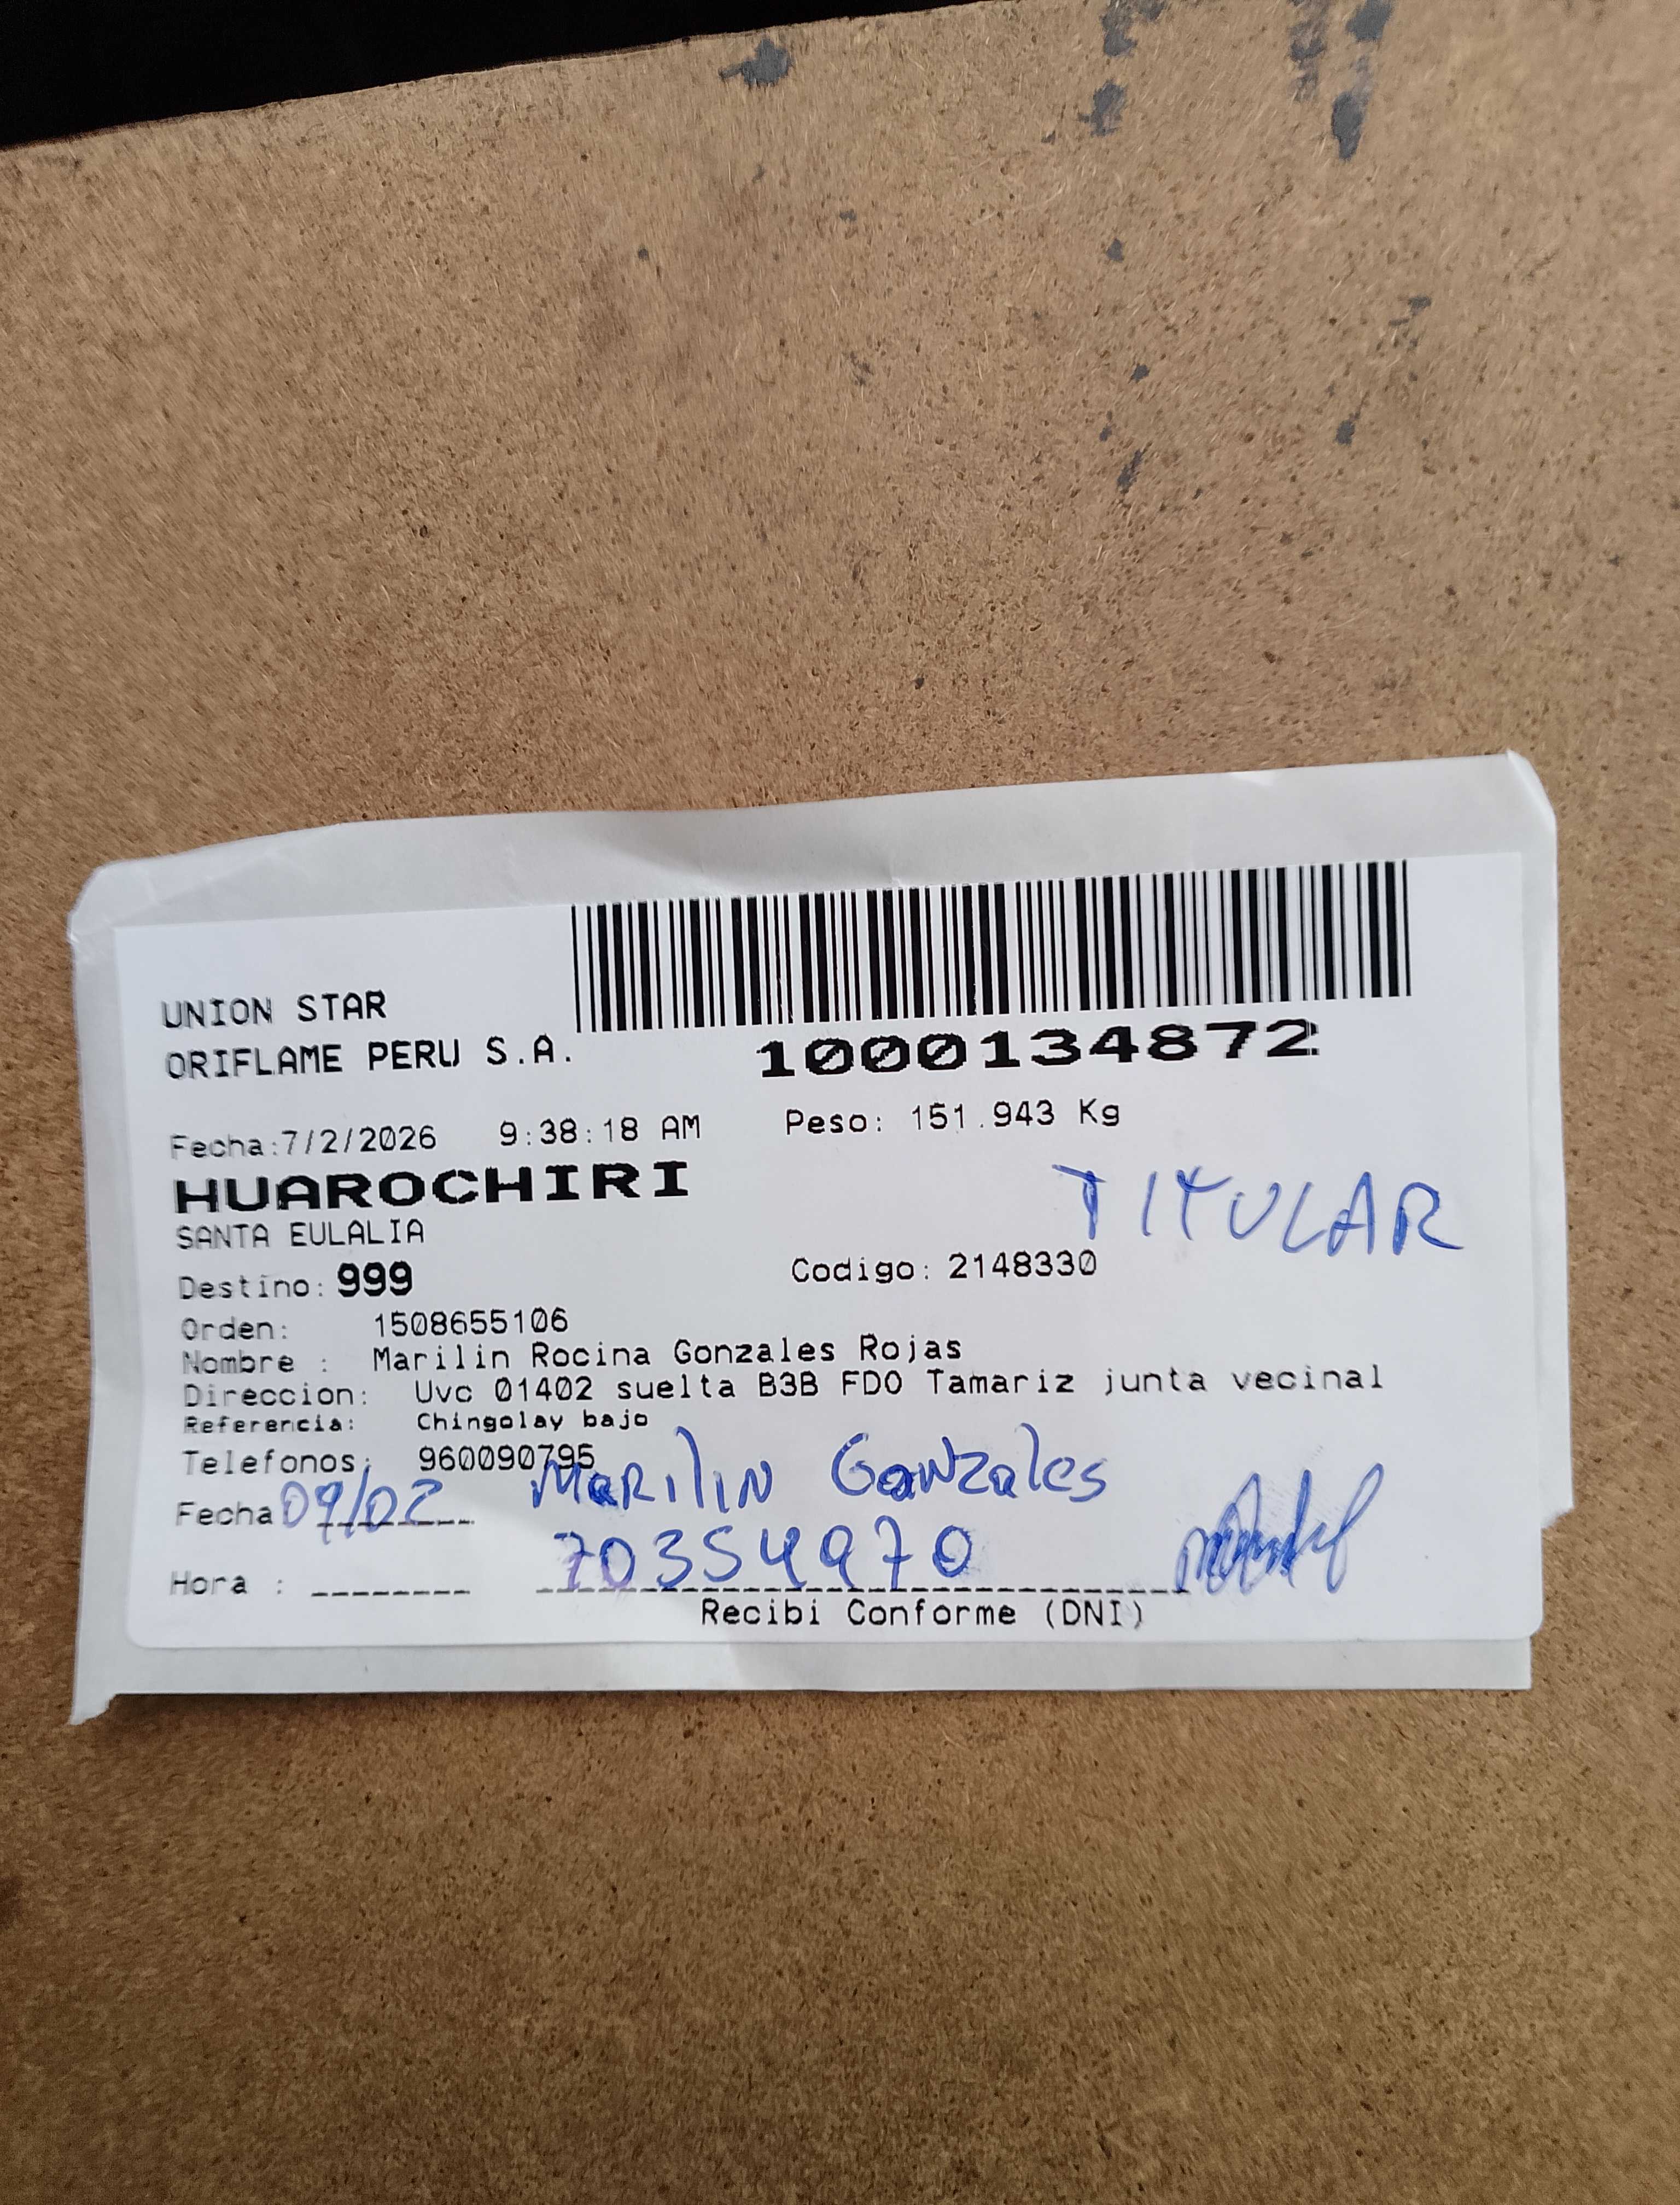 UNION STAR
ORIFLAME PERU S.A.
1000134872
Fecha:7/2/2026 9:38:18 AM Peso: 151.943 Kg
HUAROCHIRI
TITULAR
SANTA EULALIA
Destino: 999 Codigo: 2148330
Orden: 1508655106
Nombre : Marilin Rocina Gonzales Rojas
Direccion: Uvc 01402 suelta B3B FDO Tamariz junta vecinal
Referencia: Chingolay bajo
Telefonos: 960090795
Marilin Gonzales
Fecha 09/02
70354970
Hora :
Recibi Conforme (DNI)